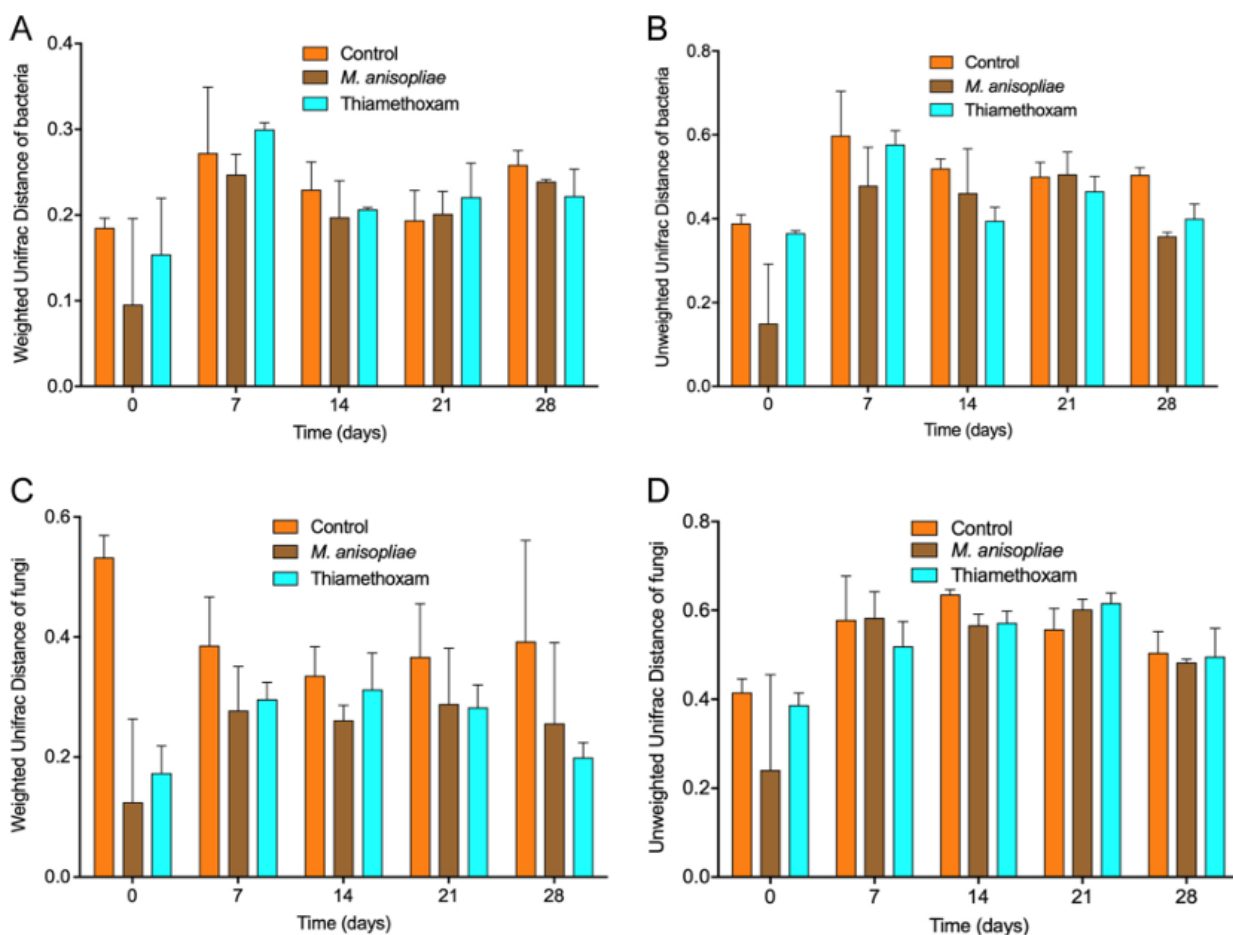 A
Weighted Unifrac Distance of bacteria
0.4
0.3
0.2
0.1
0.0
Control
M. anisopliae
Thiamethoxam
0 7 14 21 28
Time (days)
B
Unweighted Unifrac Distance of bacteria
0.8
0.6
0.4
0.2
0.0
Control
M. anisopliae
Thiamethoxam
0 7 14 21 28
Time (days)
C
Weighted Unifrac Distance of fungi
0.6
0.4
0.2
0.0
Control
M. anisopliae
Thiamethoxam
0 7 14 21 28
Time (days)
D
Unweighted Unifrac Distance of fungi
0.8
0.6
0.4
0.2
0.0
Control
M. anisopliae
Thiamethoxam
0 7 14 21 28
Time (days)